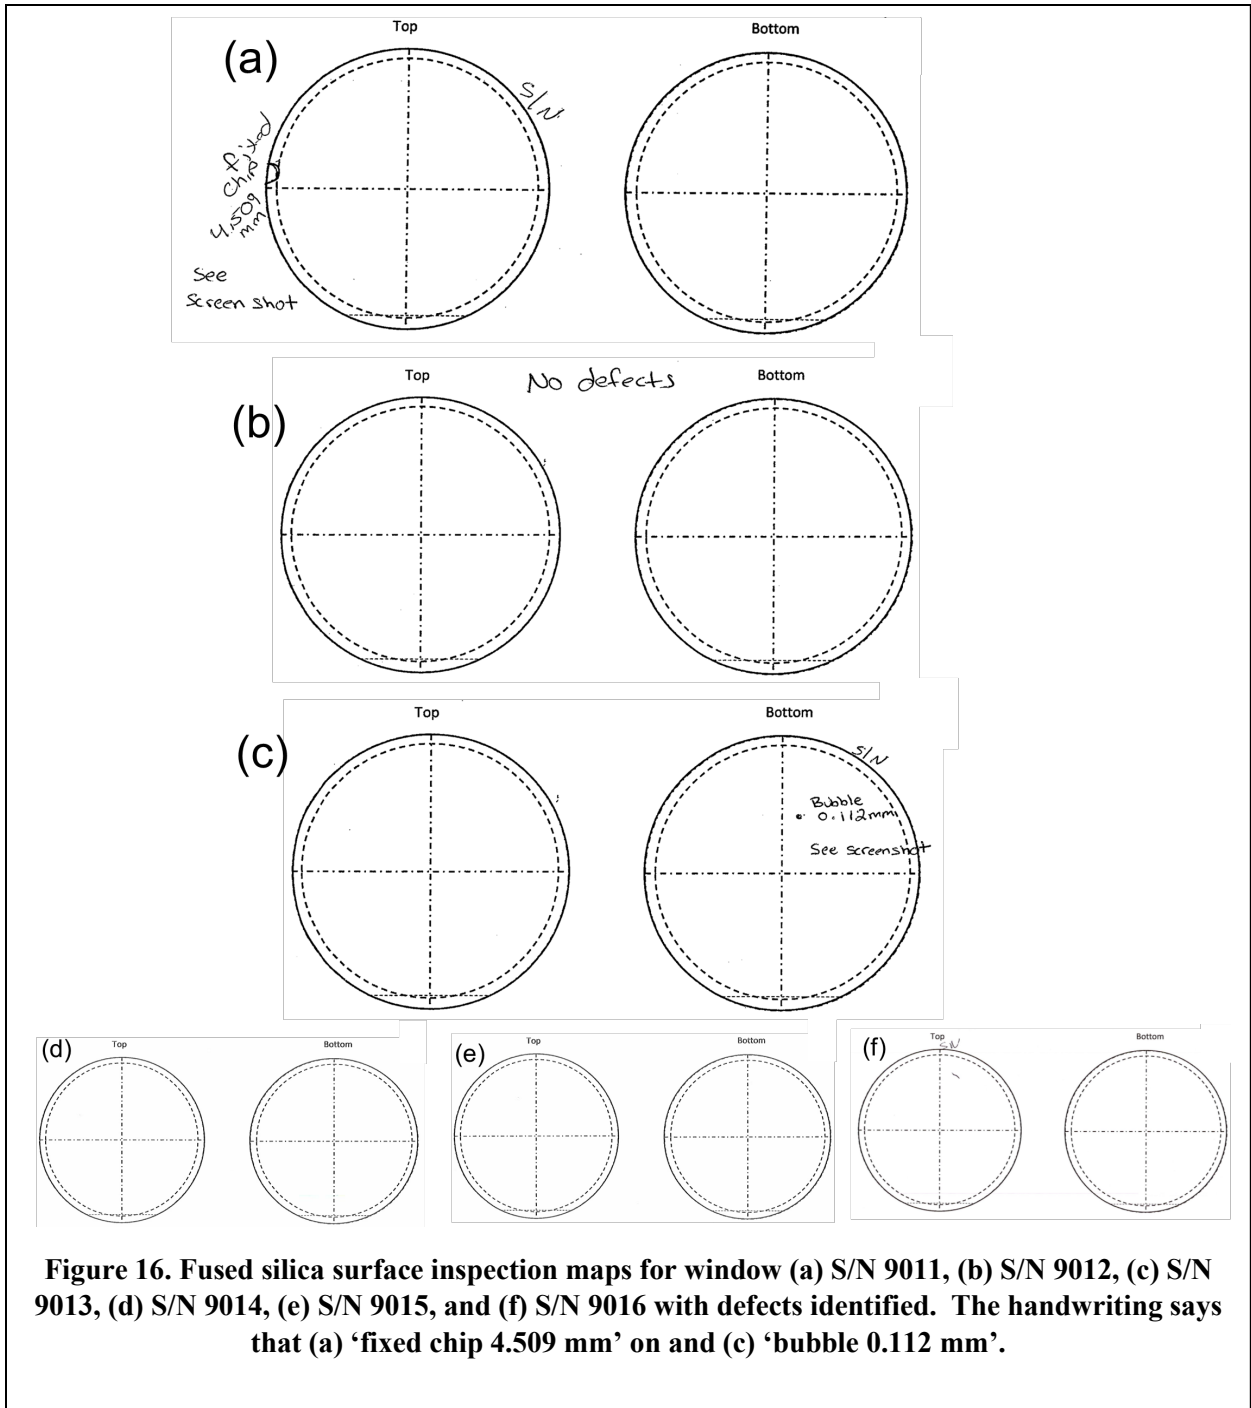 Top
Bottom
(a)
S/N
fixed
chip
4.509
mm
See
Screen shot
Top
No defects
Bottom
(b)
Top
Bottom
(c)
S/N
Bubble
0.112mm
See screenshot
(d)
Top
Bottom
(e)
Top
Bottom
(f)
Top
S/N
Bottom
Figure 16. Fused silica surface inspection maps for window (a) S/N 9011, (b) S/N 9012, (c) S/N
9013, (d) S/N 9014, (e) S/N 9015, and (f) S/N 9016 with defects identified. The handwriting says
that (a) ‘fixed chip 4.509 mm’ on and (c) ‘bubble 0.112 mm’.